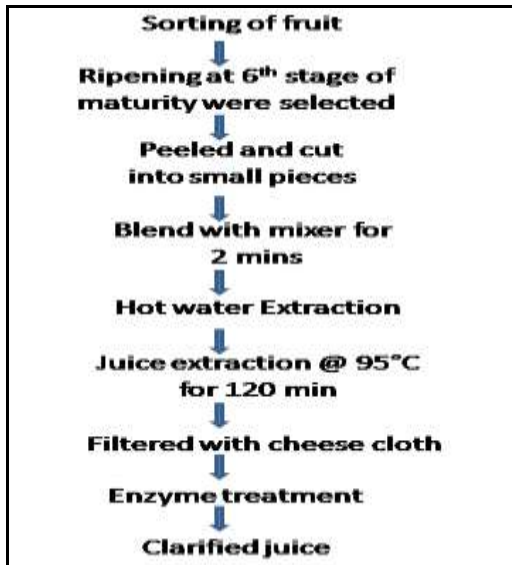 Sorting of fruit
Ripening at 6th stage of
maturity were selected
Peeled and cut
into small pieces
Blend with mixer for
2 mins
Hot water Extraction
Juice extraction @ 95°C
for 120 min
Filtered with cheese cloth
Enzyme treatment
Clarified juice